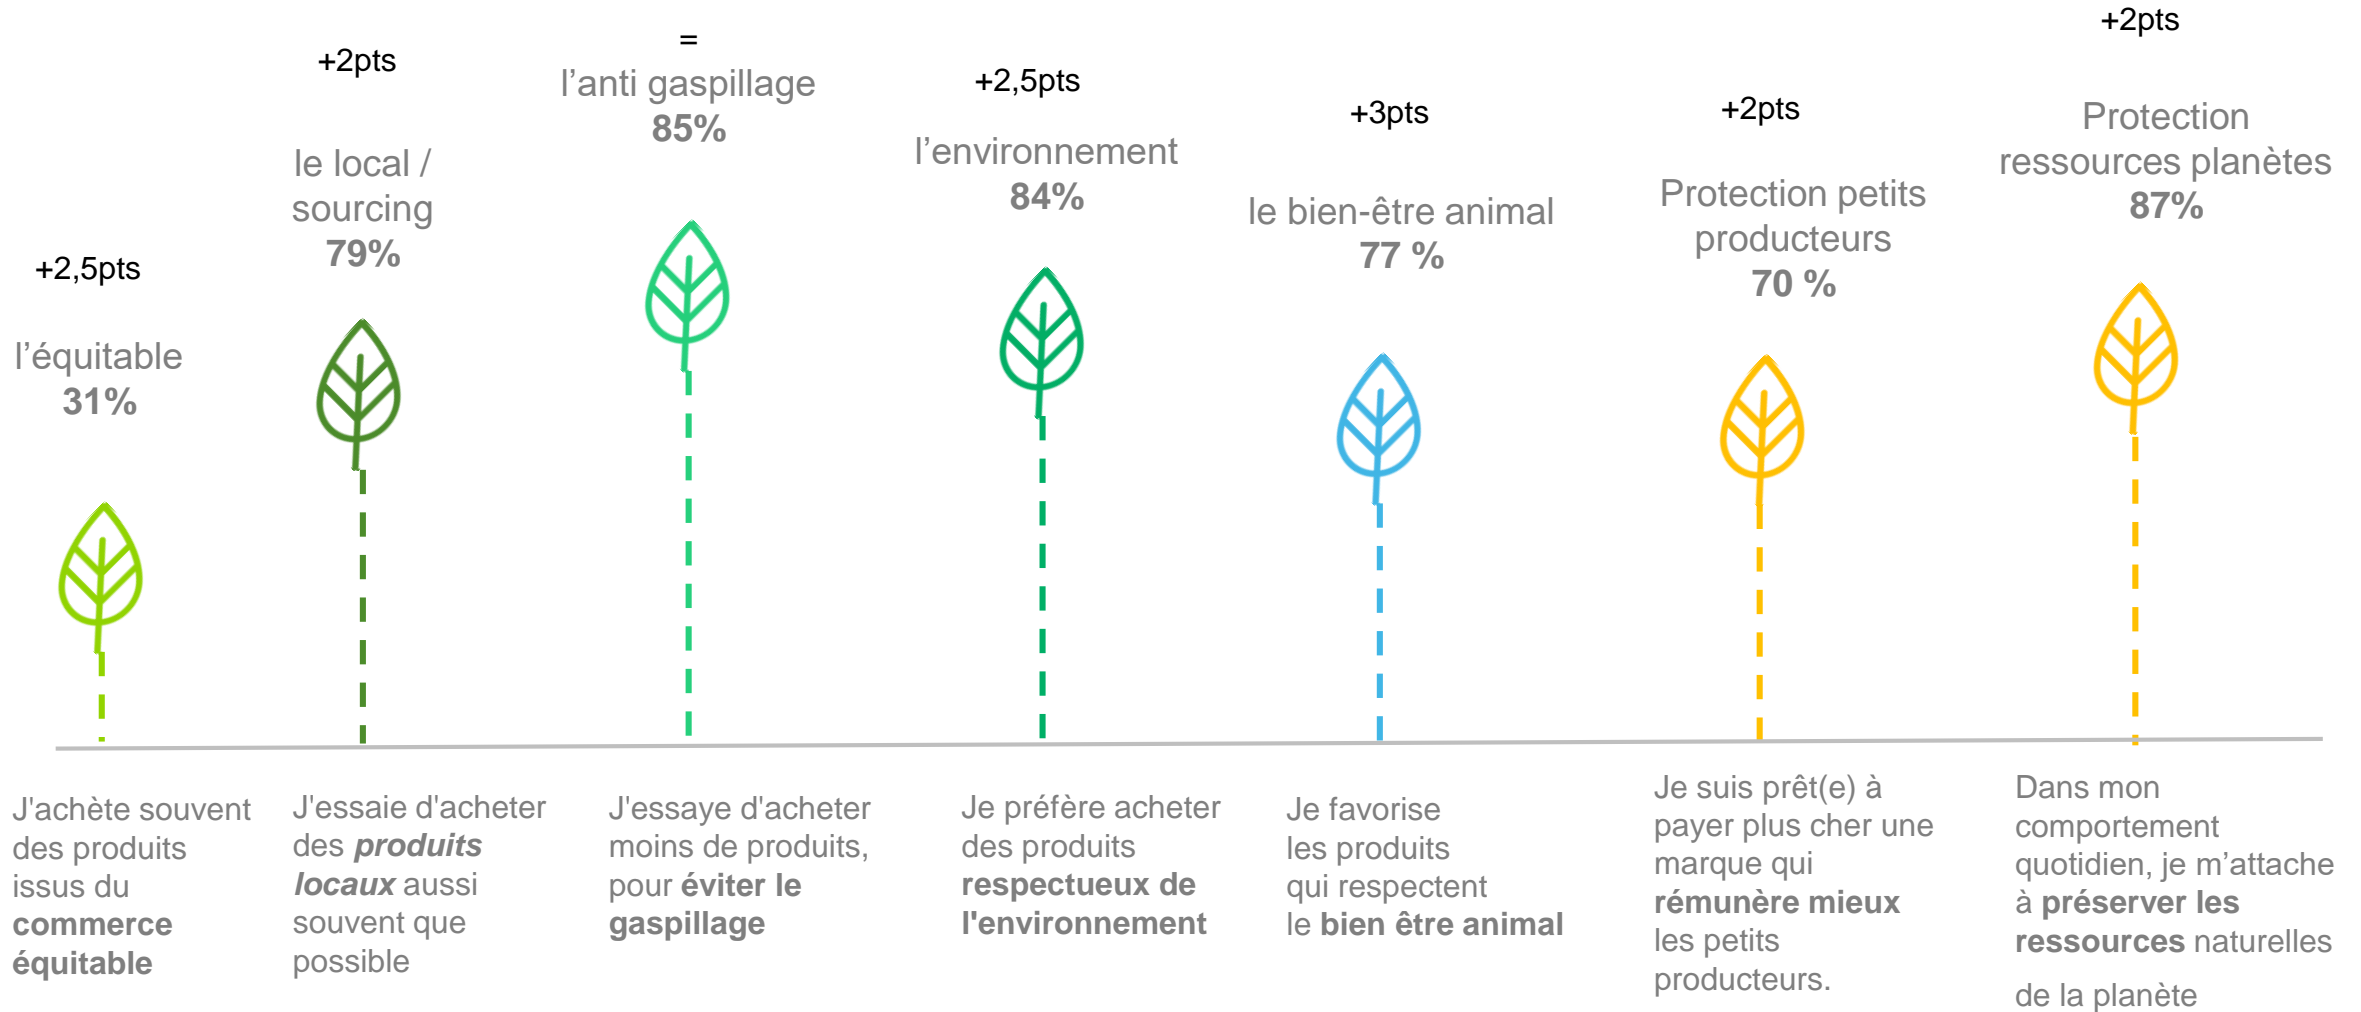 +2,5pts
l'équitable
31%
+2pts
le local /
sourcing
79%
=
l'anti gaspillage
85%
+2,5pts
l'environnement
84%
+3pts
le bien-être animal
77 %
+2pts
Protection petits
producteurs
70 %
+2pts
Protection
ressources planètes
87%
J'achète souvent
des produits
issus du
commerce
équitable
J'essaie d'acheter
des produits
locaux aussi
souvent que
possible
J'essaye d'acheter
moins de produits,
pour éviter le
gaspillage
Je préfère acheter
des produits
respectueux de
l'environnement
Je favorise
les produits
qui respectent
le bien être animal
Je suis prêt(e) à
payer plus cher une
marque qui
rémunère mieux
les petits
producteurs.
Dans mon
comportement
quotidien, je m'attache
à préserver les
ressources naturelles
de la planète